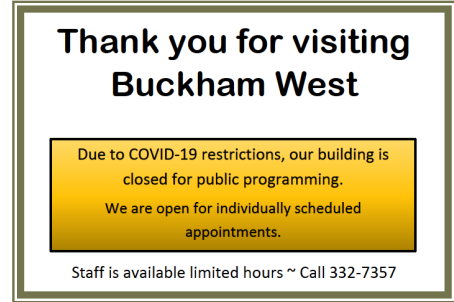 Thank you for visiting
Buckham West
Due to COVID-19 restrictions, our building is
closed for public programming.
We are open for individually scheduled
appointments.
Staff is available limited hours ~ Call 332-7357